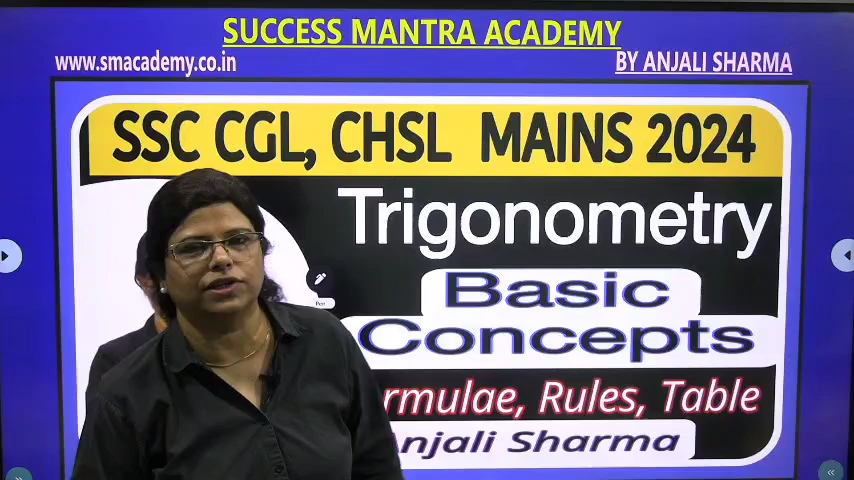 SUCCESS MANTRA ACADEMY
www.smacademy.co.in
BY ANJALI SHARMA
SSC CGL, CHSL MAINS 2024
Trigonometry
Basic
Concepts
rmulae, Rules, Table
Anjali Sharma